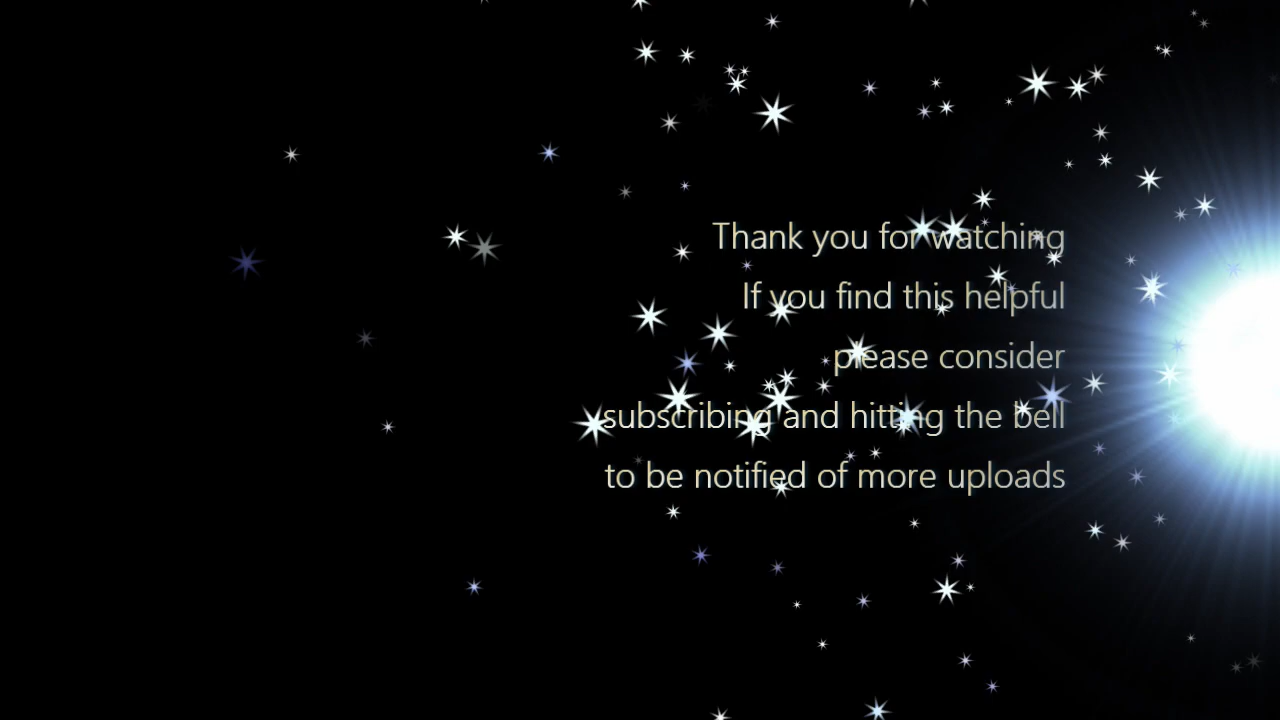 Thank you for watching
If you find this helpful
please consider
subscribing and hitting the bell
to be notified of more uploads